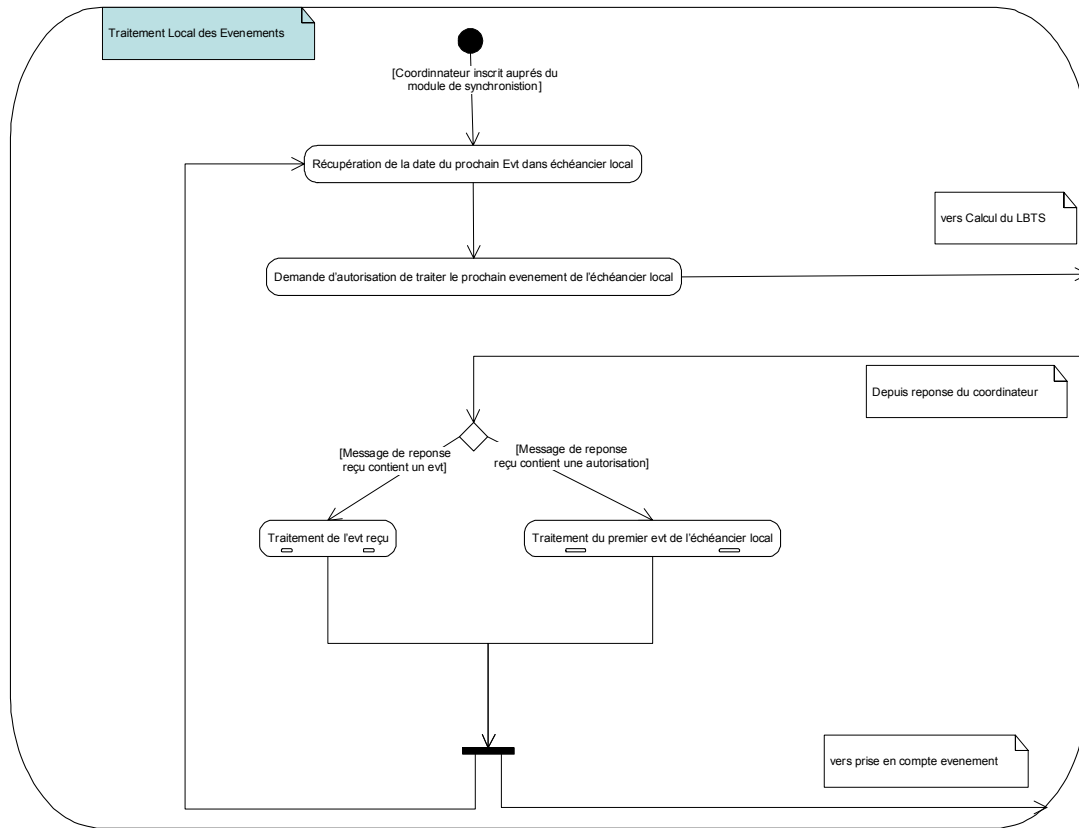 Traitement Local des Evenements
[Coordinnateur inscrit auprés du
module de synchronistion]
Récupération de la date du prochain Evt dans échéancier local
vers Calcul du LBTS
Demande d'autorisation de traiter le prochain evenement de l'échéancier local
Depuis reponse du coordinateur
[Message de reponse
reçu contient un evt]
[Message de reponse
reçu contient une autorisation]
Traitement de l'evt reçu
Traitement du premier evt de l'échéancier local
vers prise en compte evenement